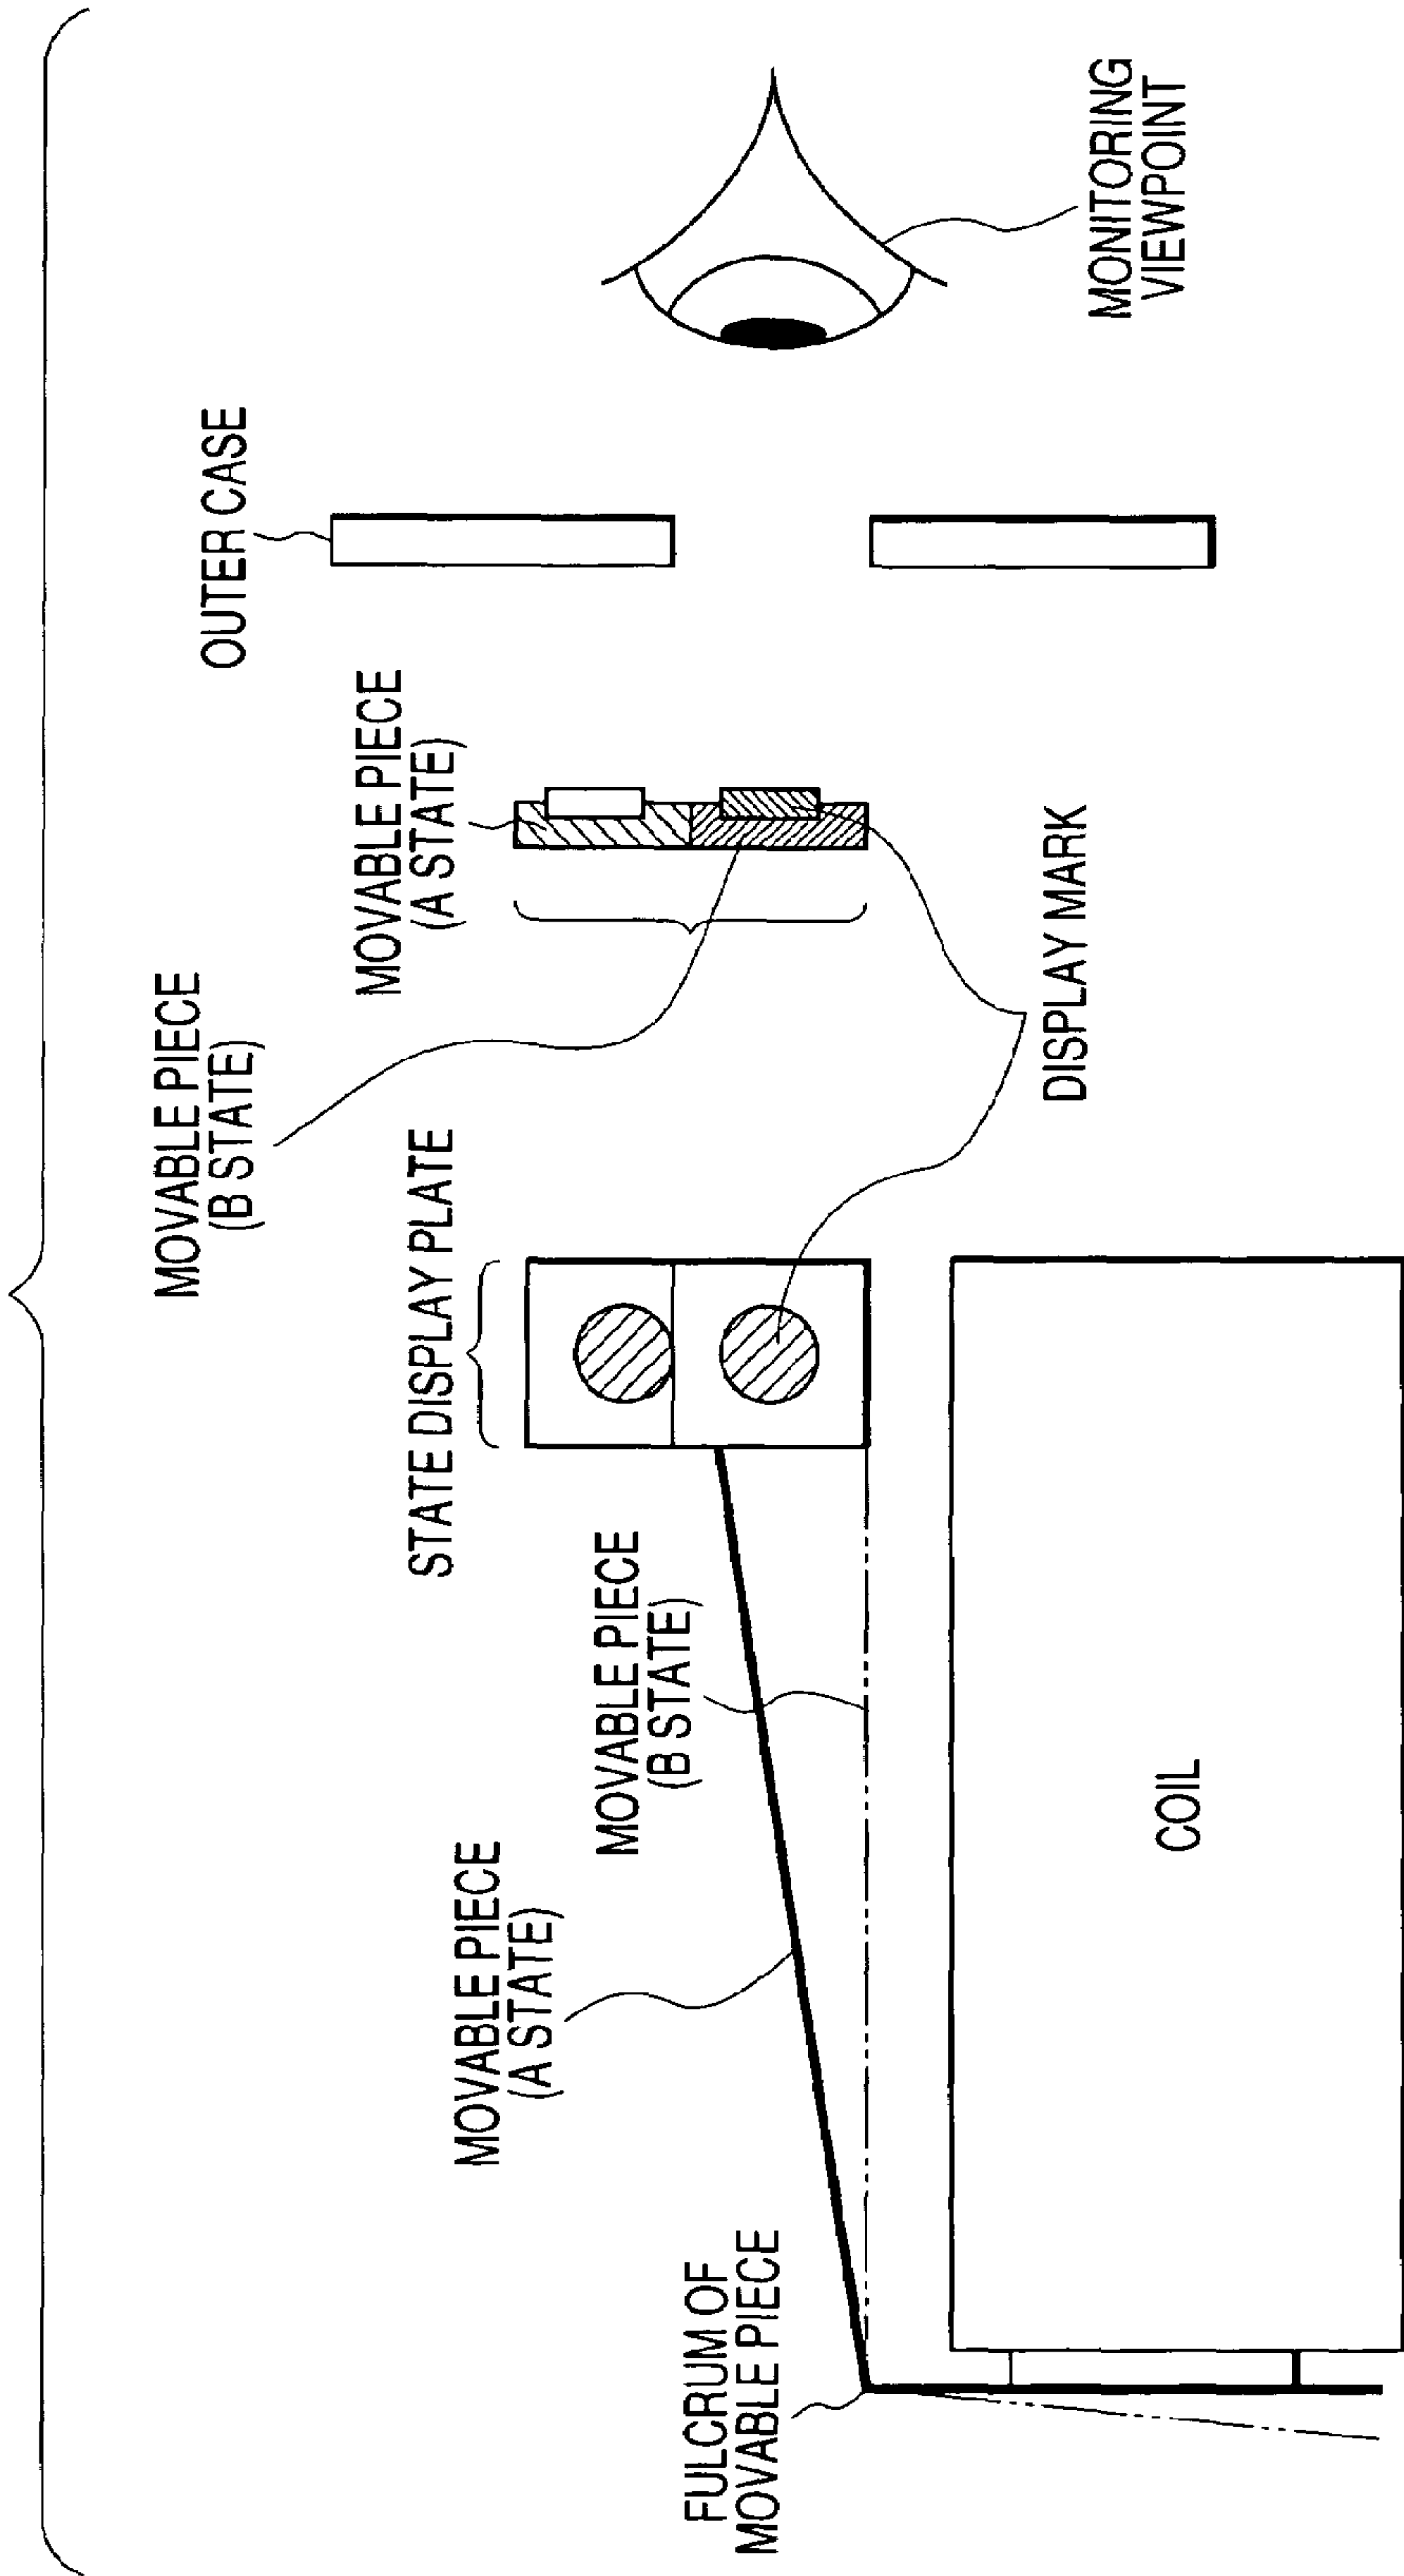 FULCRUM OF
MOVABLE PIECE
MOVABLE PIECE
(A STATE)
MOVABLE PIECE
(B STATE)
STATE DISPLAY PLATE
MOVABLE PIECE
(B STATE)
MOVABLE PIECE
(A STATE)
OUTER CASE
COIL
DISPLAY MARK
MONITORING
VIEWPOINT